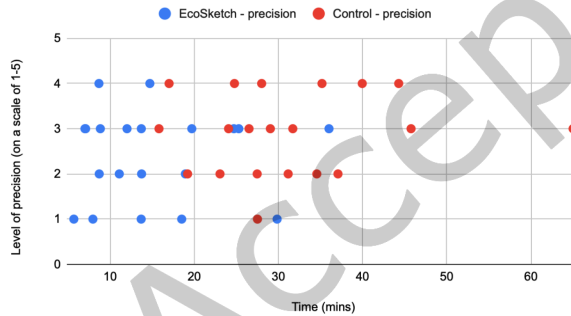 EcoSketch - precision Control - precision
Level of precision (on a scale of 1-5)
5
4
3
2
1
0
10 20 30 40 50 60
Time (mins)
Accep